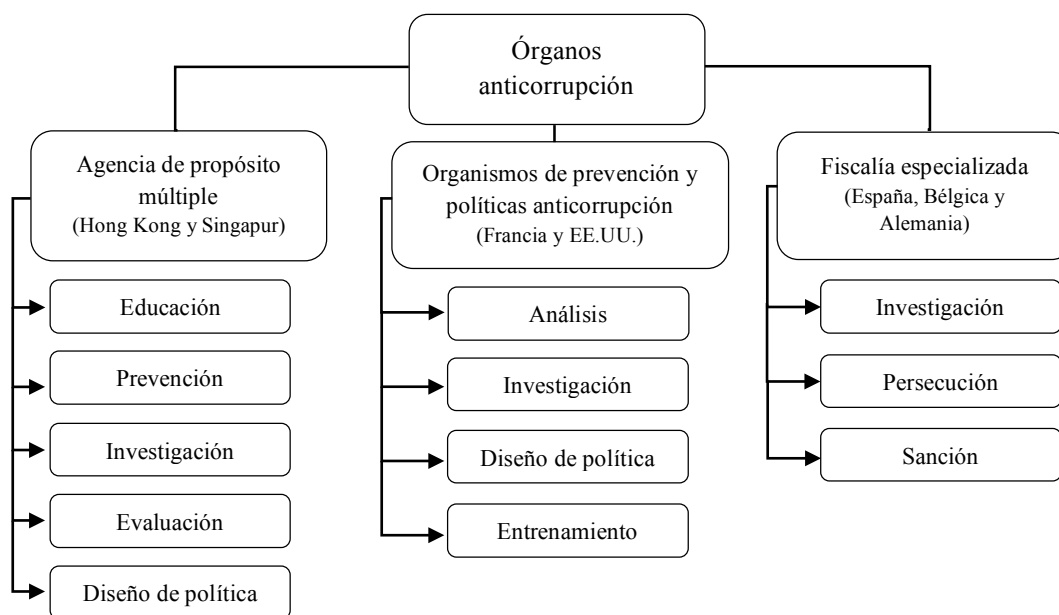 Órganos
anticorrupción
Agencia de propósito
múltiple
(Hong Kong y Singapur)
Educación
Prevención
Investigación
Evaluación
Diseño de política
Organismos de prevención y
políticas anticorrupción
(Francia y EE.UU.)
Análisis
Investigación
Diseño de política
Entrenamiento
Fiscalía especializada
(España, Bélgica y
Alemania)
Investigación
Persecución
Sanción